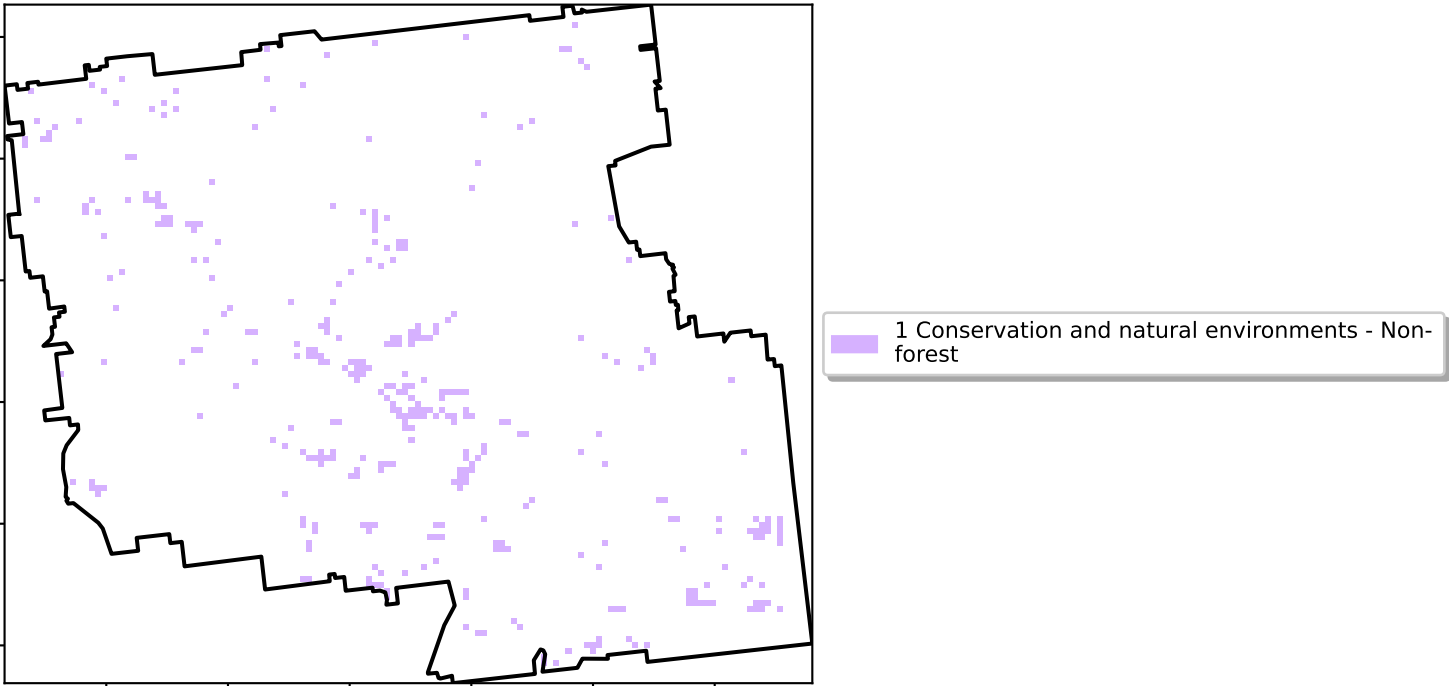 1 Conservation and natural environments - Non-
forest